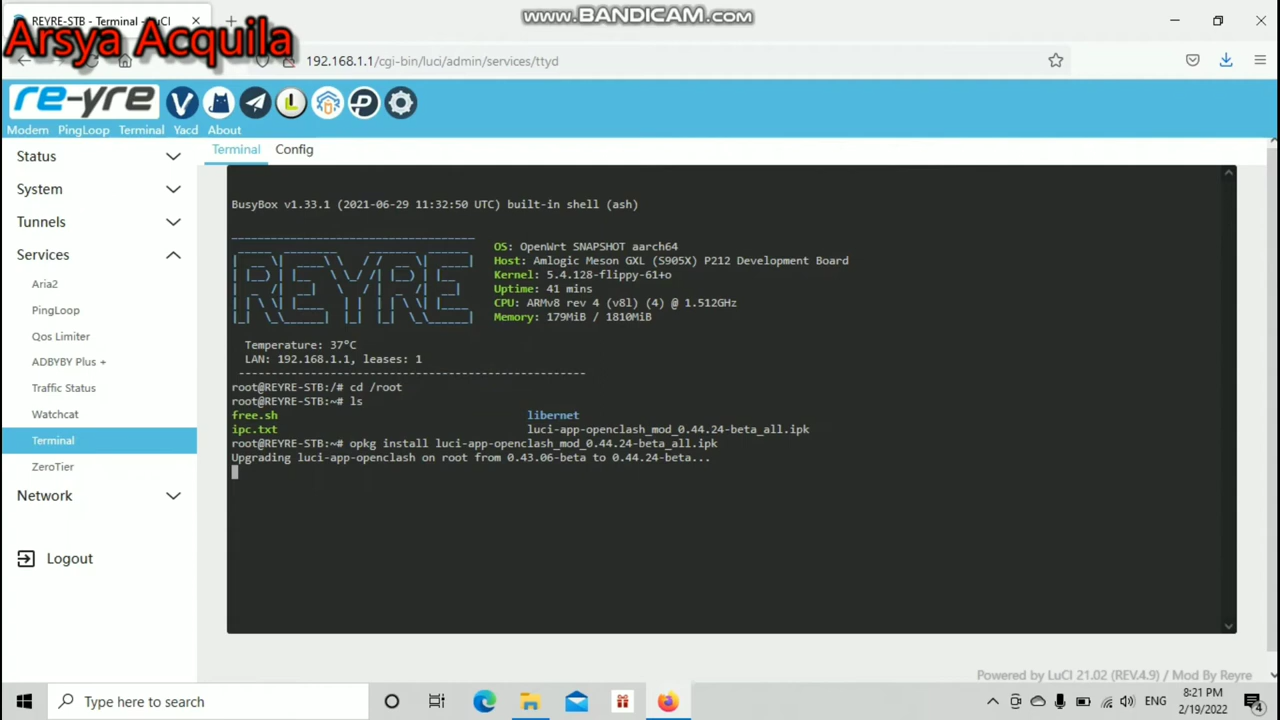 www.BANDICAM.com
REYRE-STB - Terminal - LuCI
Arsya Acquila
192.168.1.1/cgi-bin/luci/admin/services/ttyd
re-yre
Modem PingLoop Terminal Yacd About
Status
System
Tunnels
Services
Aria2
PingLoop
Qos Limiter
ADBYBY Plus +
Traffic Status
Watchcat
Terminal
ZeroTier
Network
Logout
Terminal Config
BusyBox v1.33.1 (2021-06-29 11:32:50 UTC) built-in shell (ash)
REYRE
OS: OpenWrt SNAPSHOT aarch64
Host: Amlogic Meson GXL (S905X) P212 Development Board
Kernel: 5.4.128-flippy-61+o
Uptime: 41 mins
CPU: ARMv8 rev 4 (v8l) (4) @ 1.512GHz
Memory: 179MiB / 1810MiB
Temperature: 37°C
LAN: 192.168.1.1, leases: 1
-----------------------------------------------------
root@REYRE-STB:/# cd /root
root@REYRE-STB:~# ls
free.sh libernet
ipc.txt luci-app-openclash_mod_0.44.24-beta_all.ipk
root@REYRE-STB:~# opkg install luci-app-openclash_mod_0.44.24-beta_all.ipk
Upgrading luci-app-openclash on root from 0.43.06-beta to 0.44.24-beta...
Powered by LuCI 21.02 (REV.4.9) / Mod By Reyre
Type here to search
ENG
8:21 PM
2/19/2022
4